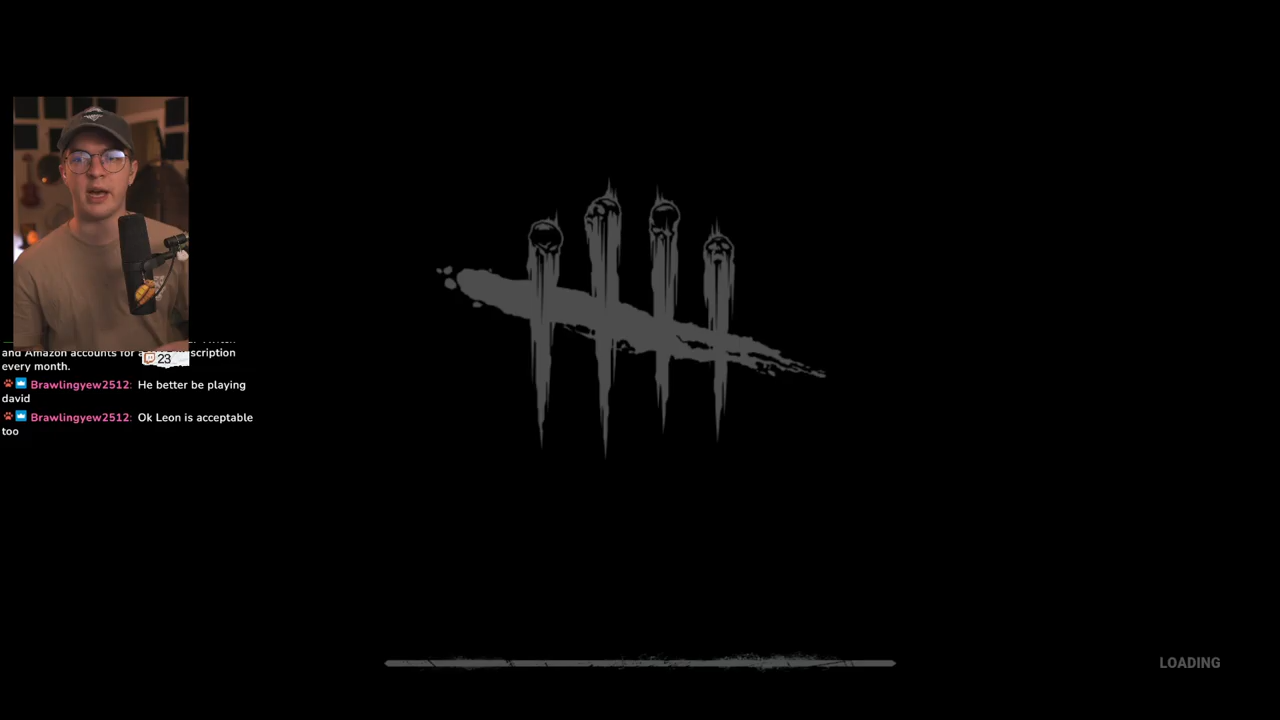 and Amazon accounts for a
scription
every month.
23
Brawlingyew2512: He better be playing
david
Brawlingyew2512: Ok Leon is acceptable
too
LOADING